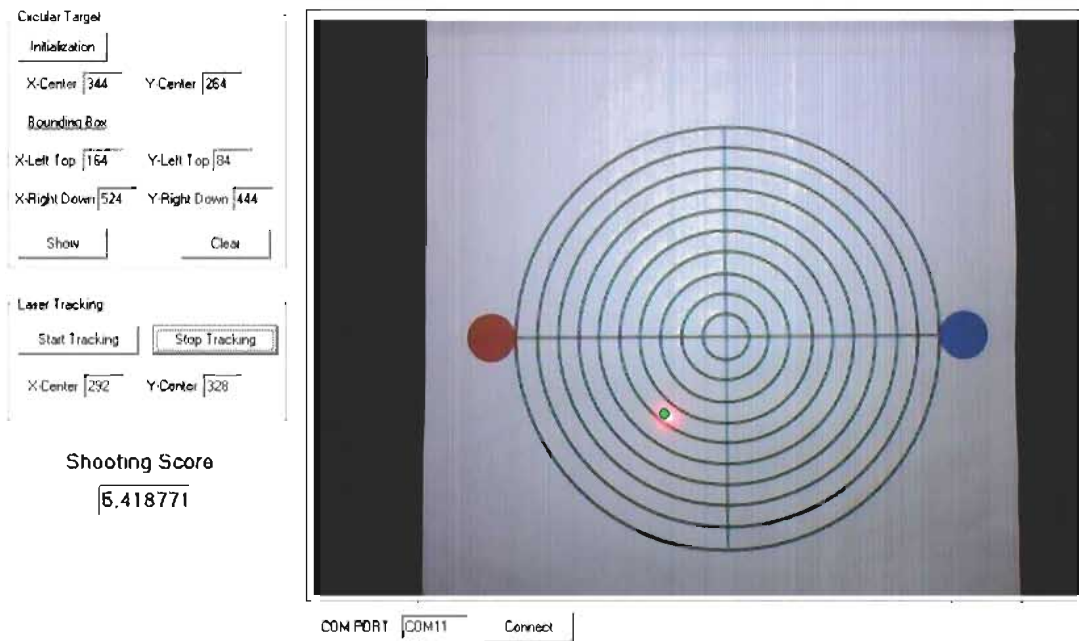 Circular Target
Initialization
X-Center 344 Y-Center 264
Bounding Box
X-Left Top 164 Y-Left Top 84
X-Right Down 524 Y-Right Down 444
Show Clear
Laser Tracking
Start Tracking Stop Tracking
X-Center 292 Y-Center 328
Shooting Score
5.418771
COM PORT COM11 Connect